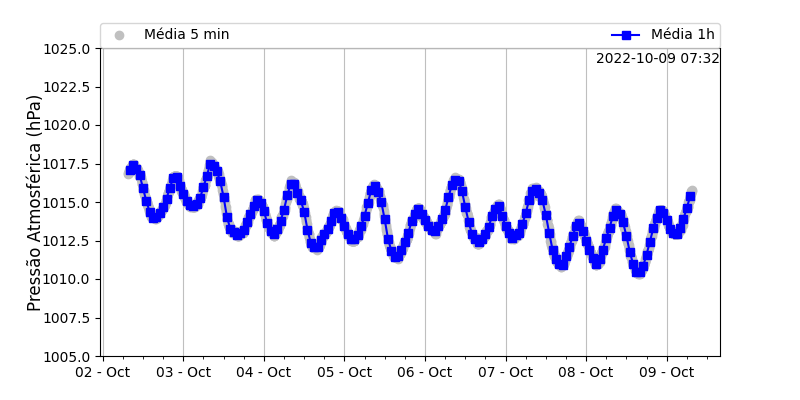 Média 5 min
Média 1h
2022-10-09 07:32
Pressão Atmosférica (hPa)
1025.0
1022.5
1020.0
1017.5
1015.0
1012.5
1010.0
1007.5
1005.0
02 - Oct
03 - Oct
04 - Oct
05 - Oct
06 - Oct
07 - Oct
08 - Oct
09 - Oct